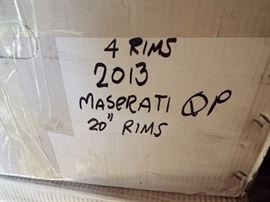 4 RIMS
2013
MASERATI QP
20" RIMS